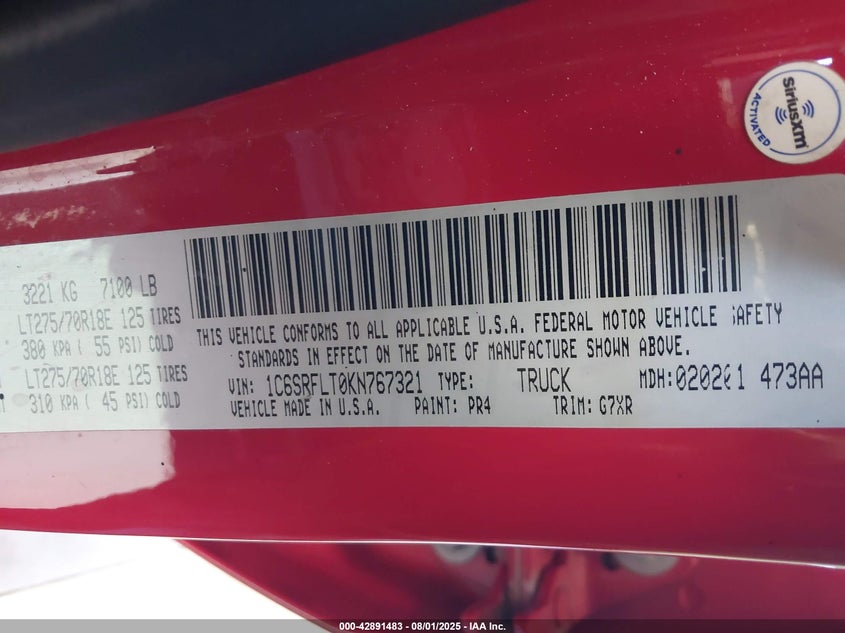 SiriusXM
ACTIVATED
3221 KG 7100 LB
LT275/70R18E 125 TIRES
380 KPA ( 55 PSI) COLD
LT275/70R18E 125 TIRES
310 KPA ( 45 PSI) COLD
THIS VEHICLE CONFORMS TO ALL APPLICABLE U.S.A. FEDERAL MOTOR VEHICLE SAFETY
STANDARDS IN EFFECT ON THE DATE OF MANUFACTURE SHOWN ABOVE.
VIN: 1C6SRFLT0KN767321 TYPE: TRUCK MDH:020201 473AA
VEHICLE MADE IN U.S.A. PAINT: PR4 TRIM: G7XR
000-42891483 - 08/01/2025 - IAA Inc.